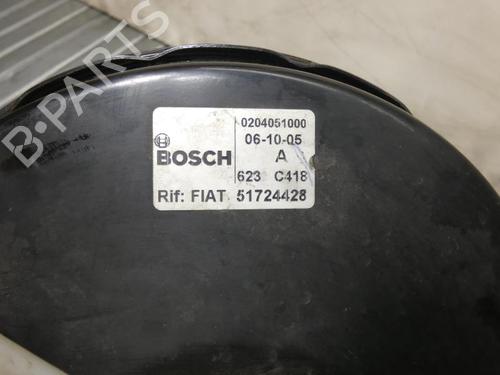 B-PARTS
0204051000
06-10-05
BOSCH A
623 C418
Rif: FIAT 51724428